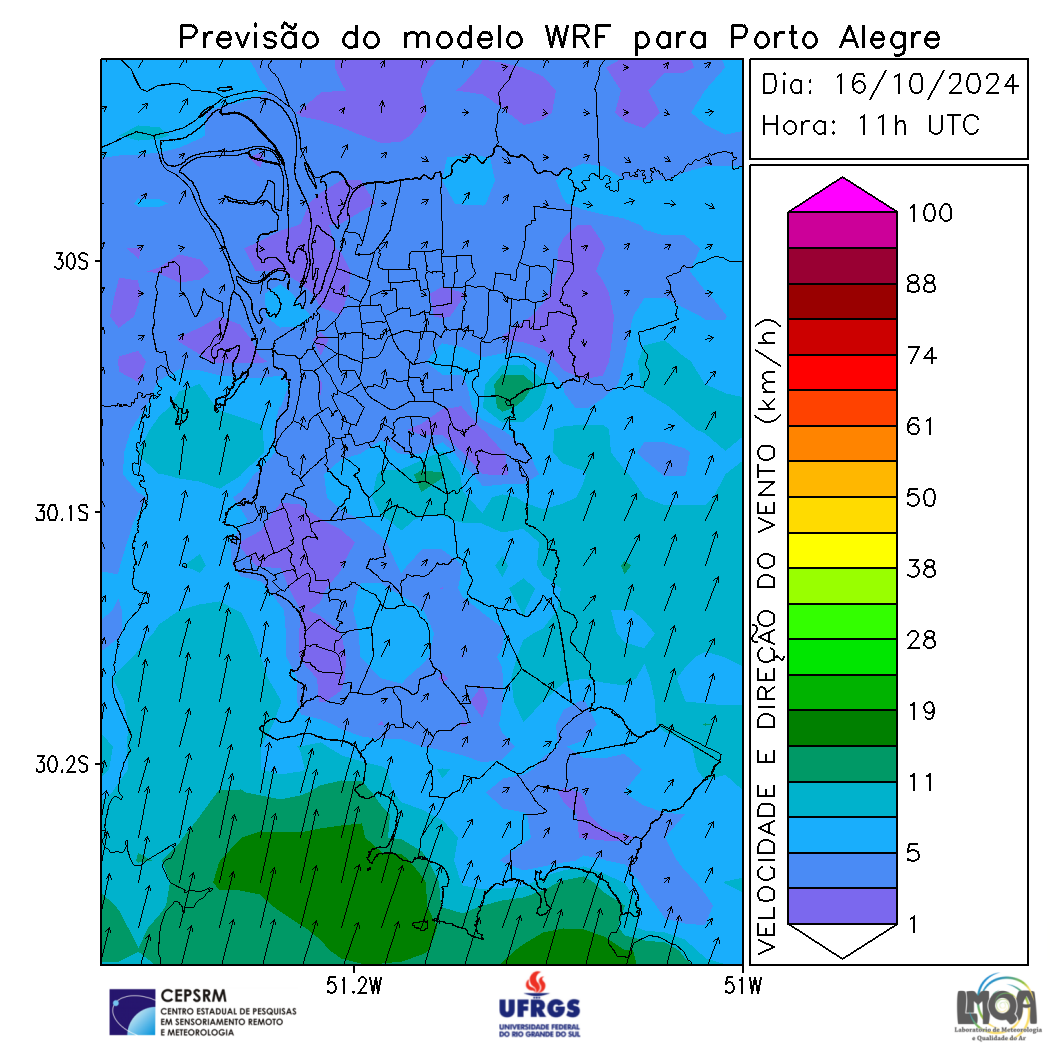 Previsão do modelo WRF para Porto Alegre
Dia: 16/10/2024
Hora: 11h UTC
30S
30.1S
30.2S
51.2W
51W
VELOCIDADE E DIREÇÃO DO VENTO (km/h)
100
88
74
61
50
38
28
19
11
5
1
CEPSRM
CENTRO ESTADUAL DE PESQUISAS
EM SENSORIAMENTO REMOTO
E METEOROLOGIA
UFRGS
UNIVERSIDADE FEDERAL
DO RIO GRANDE DO SUL
LMQA
Laboratório de Meteorologia
e Qualidade do Ar